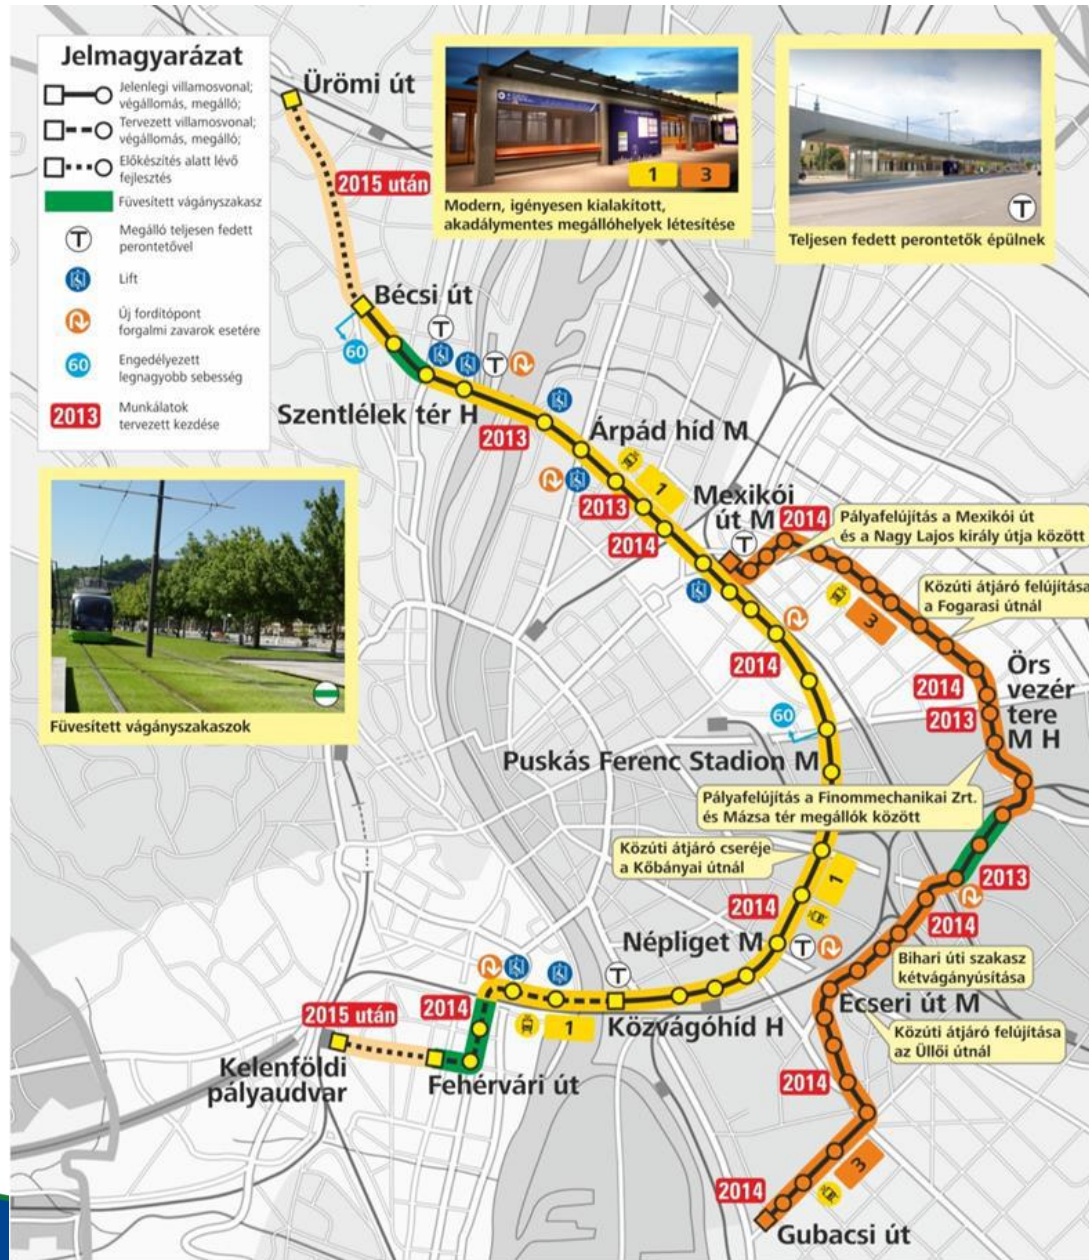 Jelmagyarázat
Jelenlegi villamosvonal;
végállomás, megálló;
Tervezett villamosvonal;
végállomás, megálló;
Előkészítés alatt lévő
fejlesztés
Füvesített vágányszakasz
T
Megálló teljesen fedett
perontetővel
Lift
Új fordítópont
forgalmi zavarok esetére
60
Engedélyezett
legnagyobb sebesség
2013
Munkálatok
tervezett kezdése
Ürömi út
2015 után
1
3
Modern, igényesen kialakított,
akadálymentes megállóhelyek létesítése
T
Teljesen fedett perontetők épülnek
Bécsi út
60
T
T
Szentlélek tér H
2013
Árpád híd M
1
2013
2014
Mexikói
út M
T
2014
Pályafelújítás a Mexikói út
és a Nagy Lajos király útja között
Közúti átjáró felújítása
a Fogarasi útnál
3
Füvesített vágányszakaszok
2014
2014
2013
Örs
vezér
tere
M H
60
Puskás Ferenc Stadion M
Pályafelújítás a Finommechanikai Zrt.
és Mázsa tér megállók között
Közúti átjáró cseréje
a Kőbányai útnál
1
2013
2014
2014
Népliget M
T
Bihari úti szakasz
kétvágányúsítása
Ecseri út M
Közúti átjáró felújítása
az Üllői útnál
T
2014
1
Közvágóhíd H
2015 után
Kelenföldi
pályaudvar
Fehérvári út
2014
3
2014
Gubacsi út